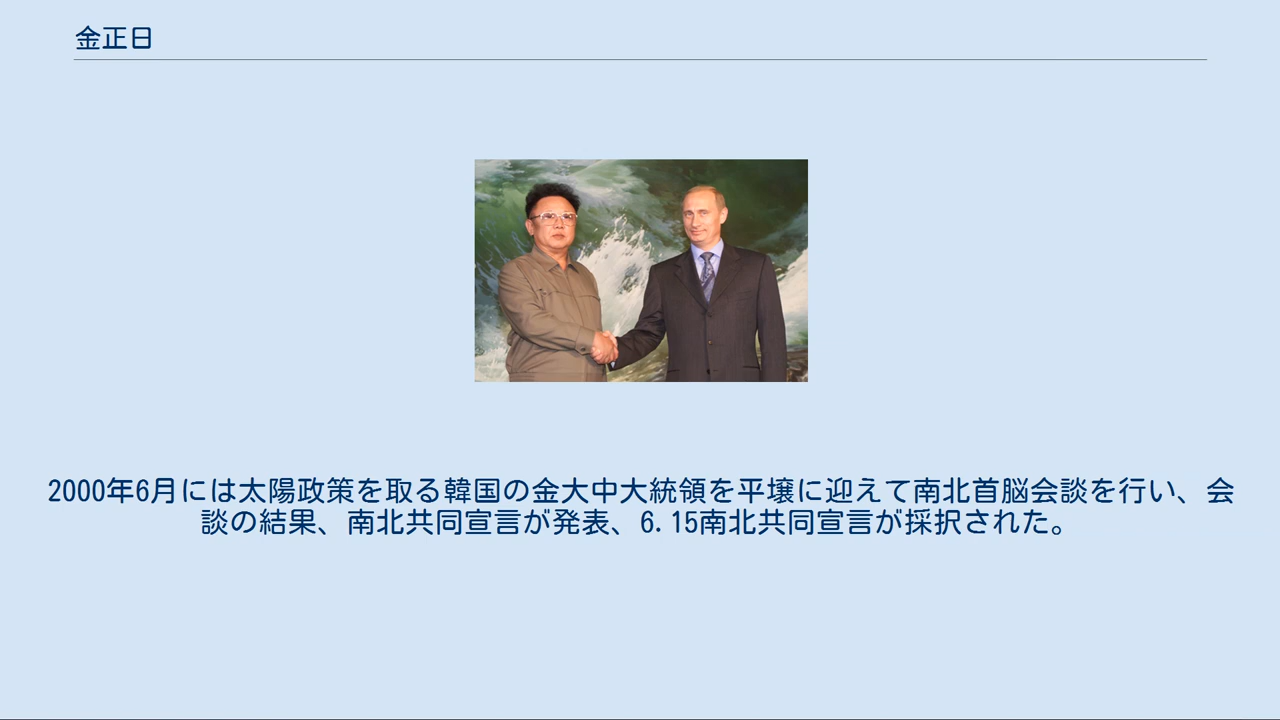 金正日
2000年6月には太陽政策を取る韓国の金大中大統領を平壌に迎えて南北首脳会談を行い、会
談の結果、南北共同宣言が発表、6.15南北共同宣言が採択された。